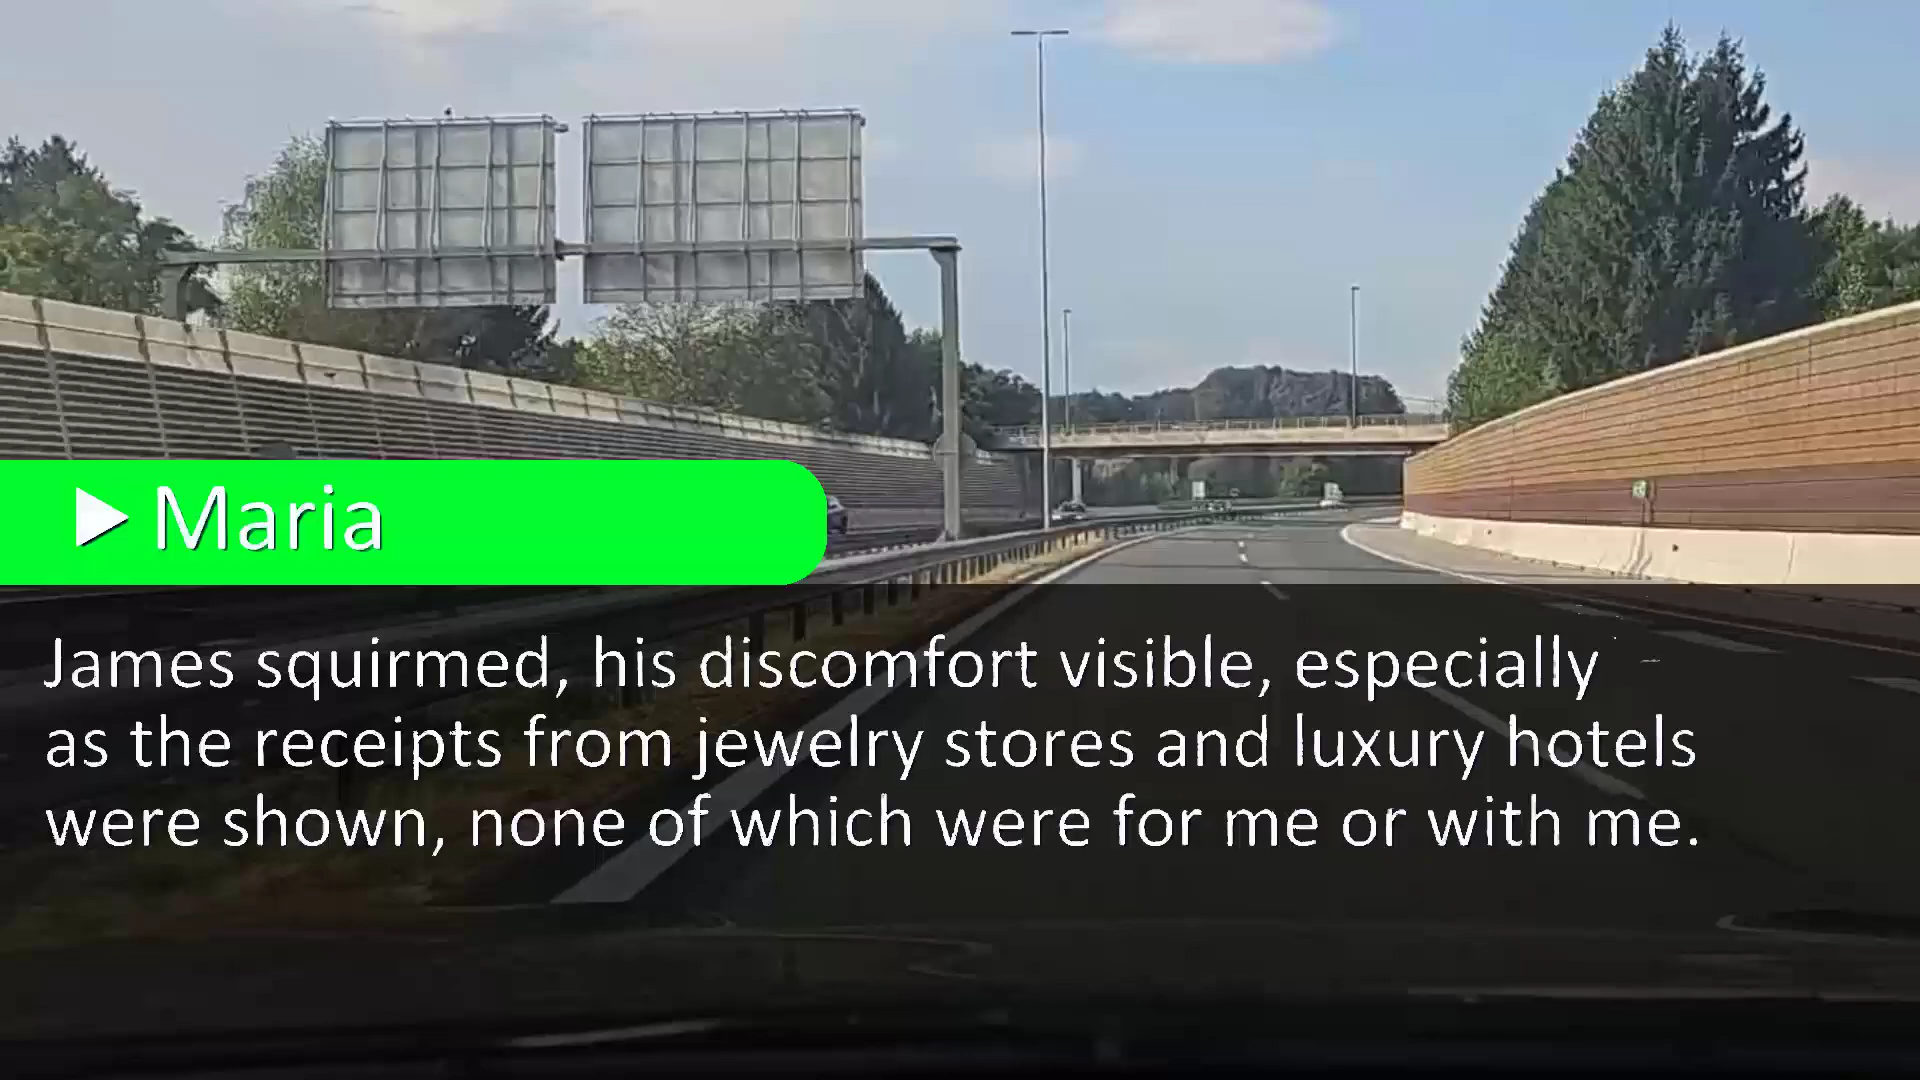 Maria
James squirmed, his discomfort visible, especially
as the receipts from jewelry stores and luxury hotels
were shown, none of which were for me or with me.